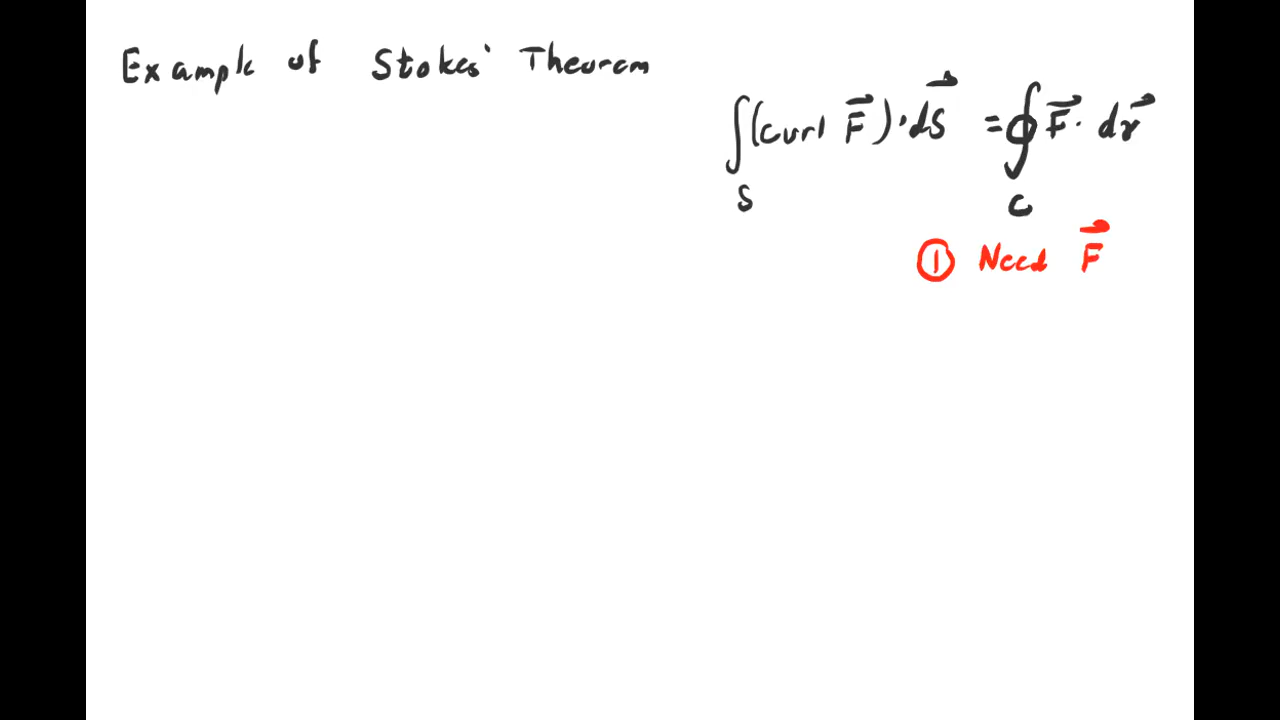 Example of Stokes' Theorem
∫(curl F⃗)·dS⃗ = ∮F⃗·dr⃗
S C
① Need F⃗